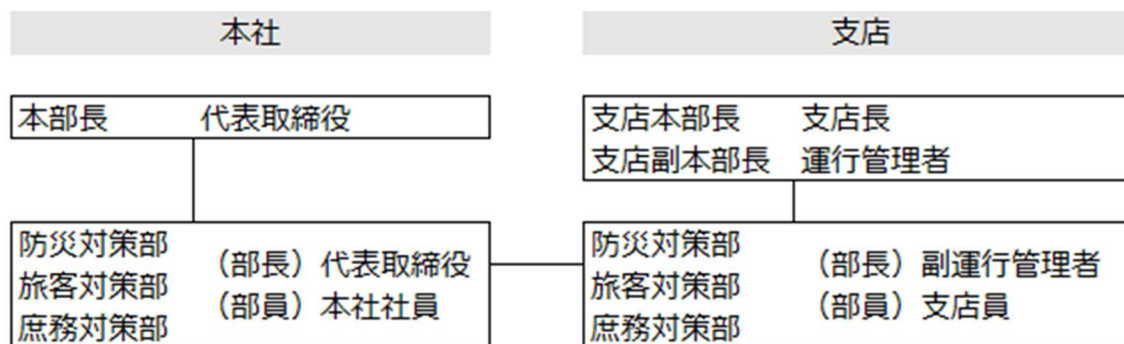 本社
支店
本部長 代表取締役
支店本部長 支店長
支店副本部長 運行管理者
防災対策部
旅客対策部
庶務対策部
（部長）代表取締役
（部員）本社社員
防災対策部
旅客対策部
庶務対策部
（部長）副運行管理者
（部員）支店員